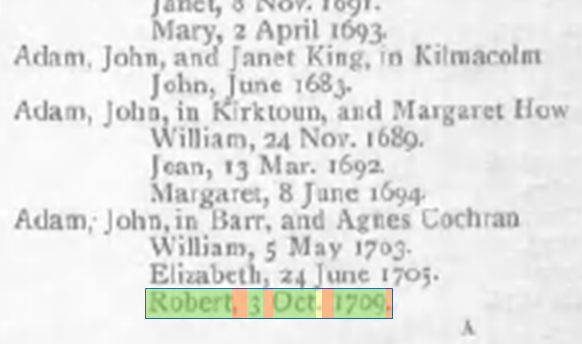 Janet, 8 Nov. 1691.
Mary, 2 April 1693.
Adam, John, and Janet King, in Kilmacolm
John, June 1683.
Adam, John, in Kirktoun, and Margaret How
William, 24 Nov. 1689.
Jean, 13 Mar. 1692.
Margaret, 8 June 1694.
Adam, John, in Barr, and Agnes Cochran
William, 5 May 1703.
Elizabeth, 24 June 1705.
Robert, 3 Oct. 1709.
A